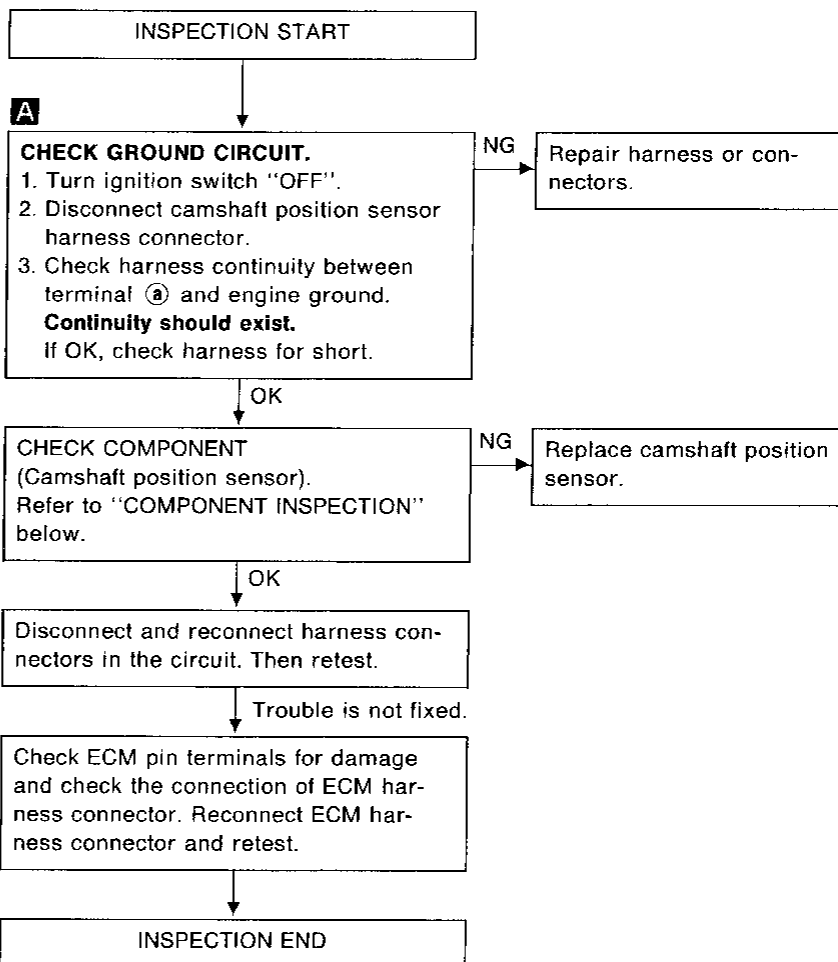 INSPECTION START
A
CHECK GROUND CIRCUIT.
1. Turn ignition switch "OFF".
2. Disconnect camshaft position sensor
harness connector.
3. Check harness continuity between
terminal ⓐ and engine ground.
Continuity should exist.
If OK, check harness for short.
NG
Repair harness or con-
nectors.
OK
CHECK COMPONENT
(Camshaft position sensor).
Refer to "COMPONENT INSPECTION"
below.
NG
Replace camshaft position
sensor.
OK
Disconnect and reconnect harness con-
nectors in the circuit. Then retest.
Trouble is not fixed.
Check ECM pin terminals for damage
and check the connection of ECM har-
ness connector. Reconnect ECM har-
ness connector and retest.
INSPECTION END